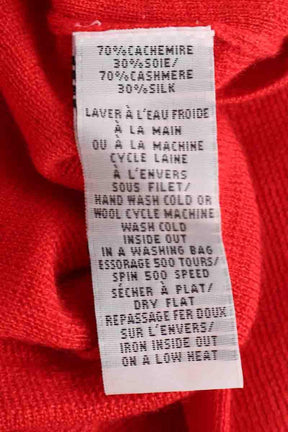 70%CACHEMIRE
30%SOIE/
70%CASHMERE
30%SILK
LAVER À L'EAU FROIDE
À LA MAIN
OU À LA MACHINE
CYCLE LAINE
À L'ENVERS
SOUS FILET/
HAND WASH COLD OR
WOOL CYCLE MACHINE
WASH COLD
INSIDE OUT
IN A WASHING BAG
ESSORAGE 500 TOURS/
SPIN 500 SPEED
SÉCHER À PLAT/
DRY FLAT
REPASSAGE FER DOUX
SUR L'ENVERS/
IRON INSIDE OUT
ON A LOW HEAT